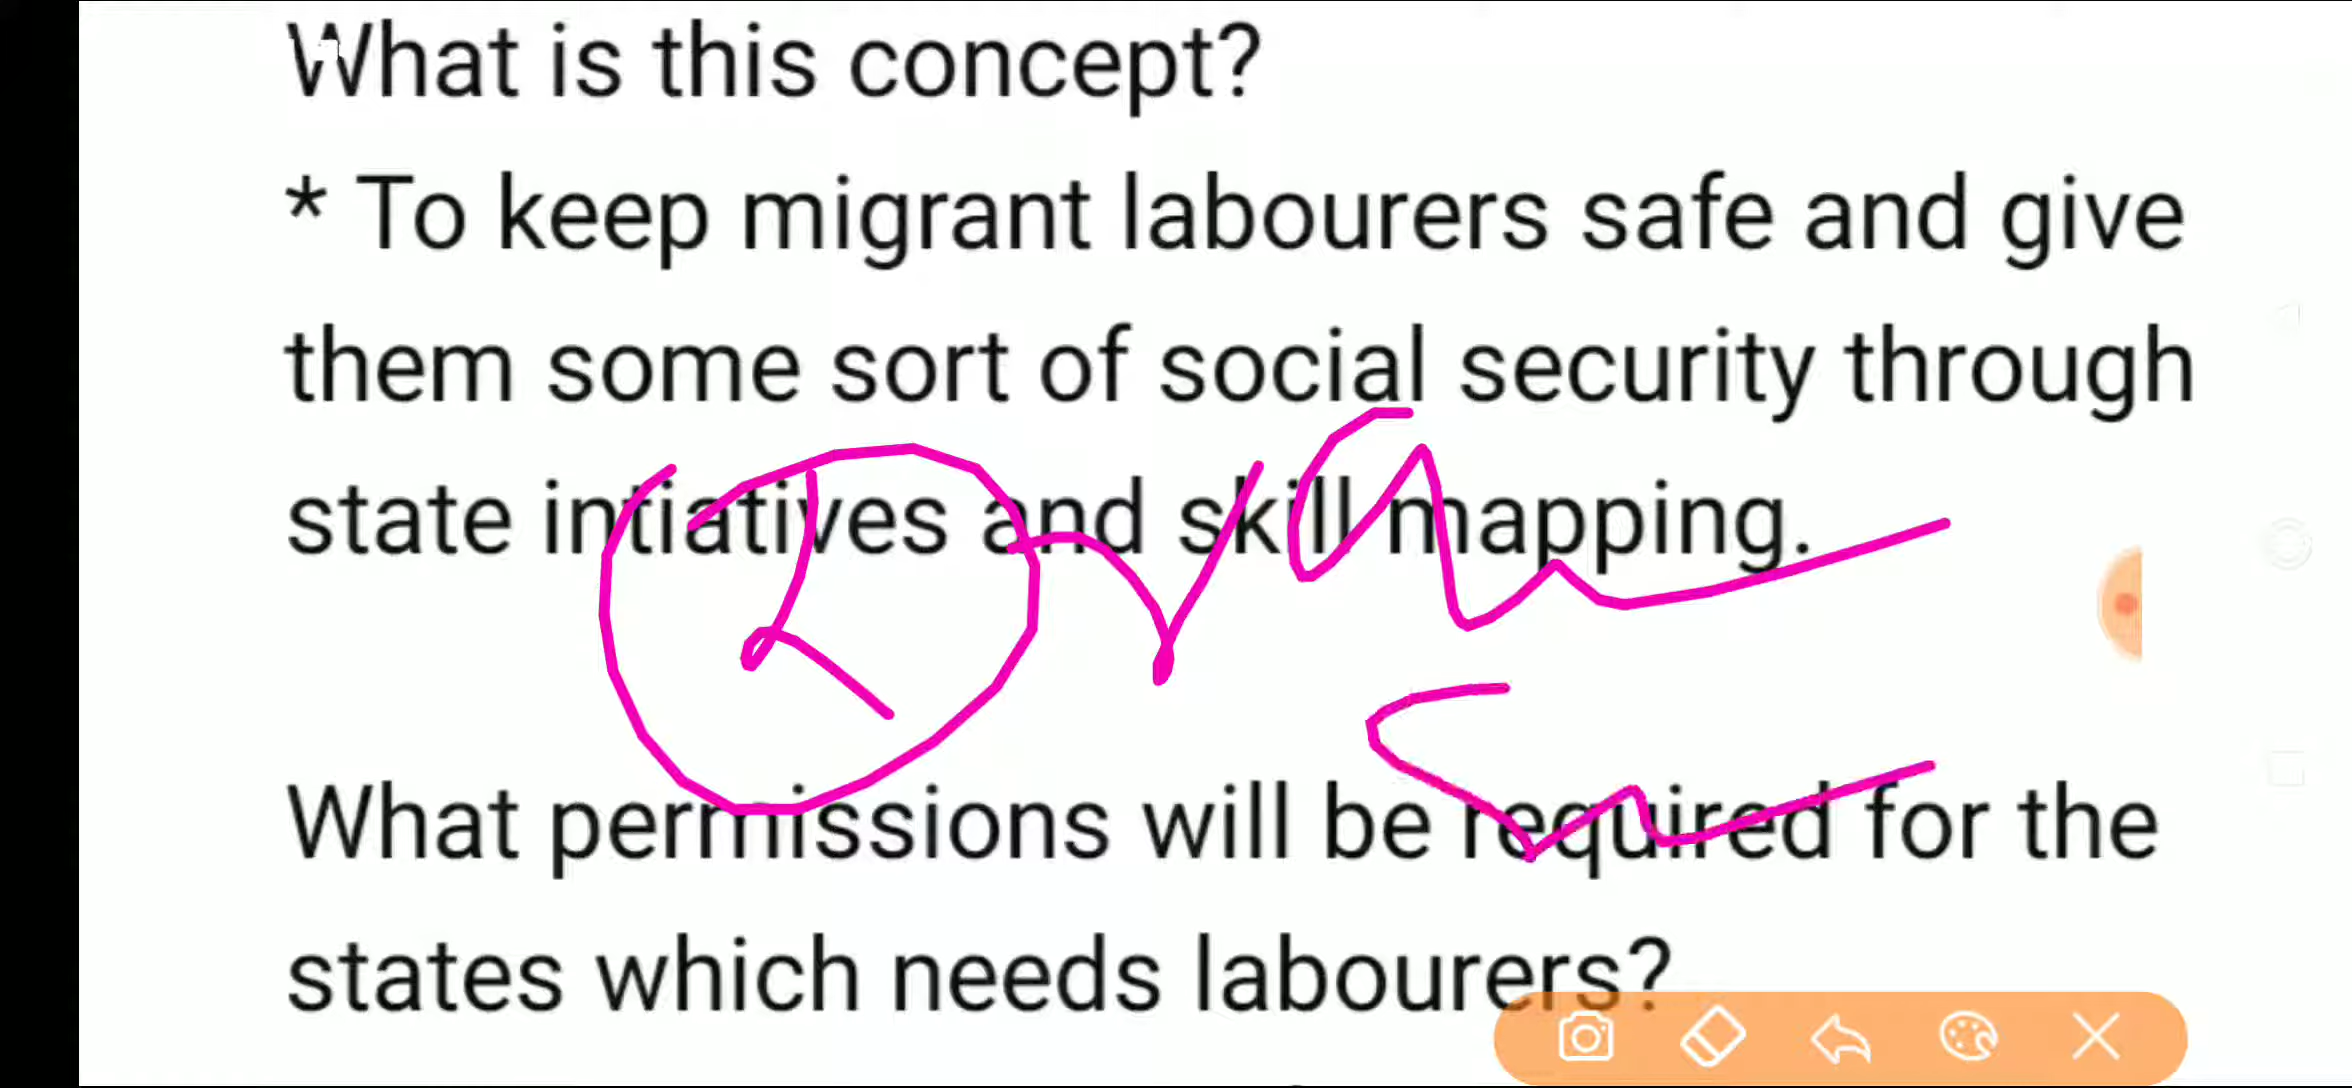 What is this concept?
* To keep migrant labourers safe and give
them some sort of social security through
state intiatives and skill mapping.
What permissions will be required for the
states which needs labourers?